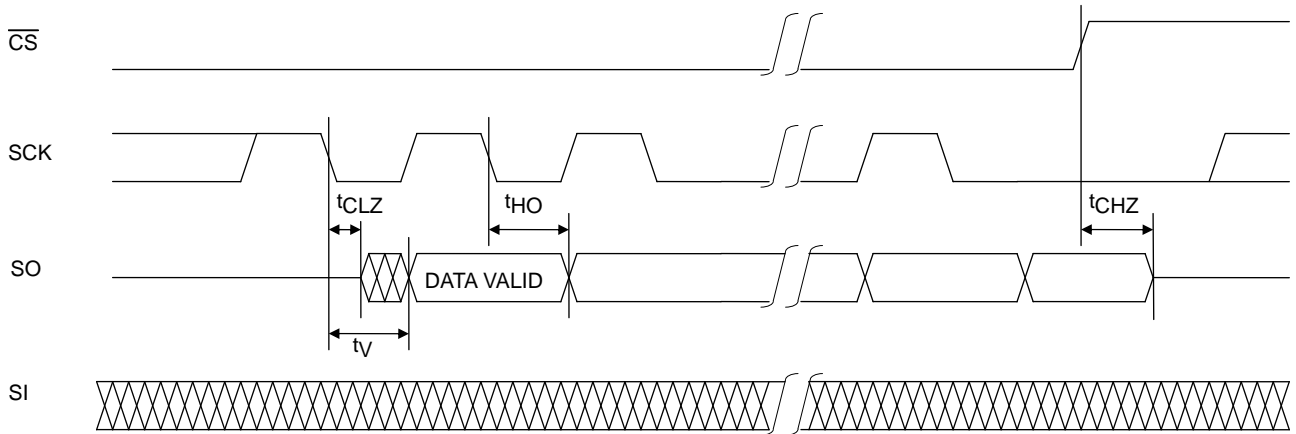 CS
SCK
tCLZ
tHO
tCHZ
SO
DATA VALID
tV
SI